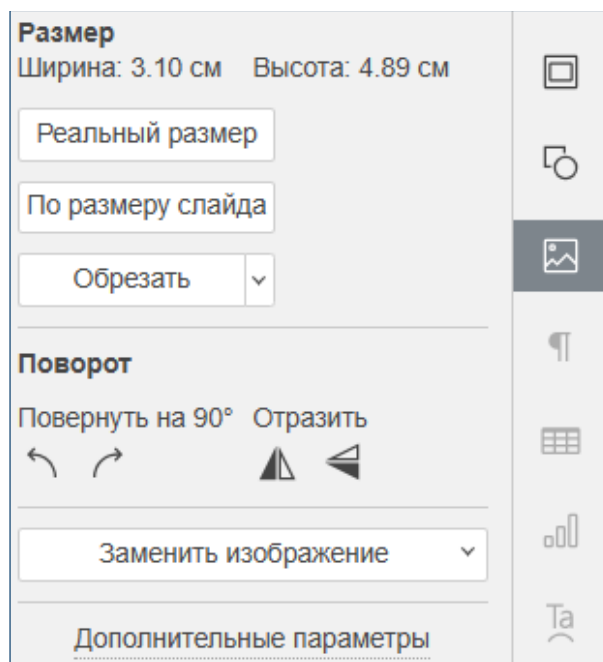 Размер
Ширина: 3.10 см Высота: 4.89 см
Реальный размер
По размеру слайда
Обрезать
Поворот
Повернуть на 90° Отразить
Заменить изображение
Дополнительные параметры
Ta